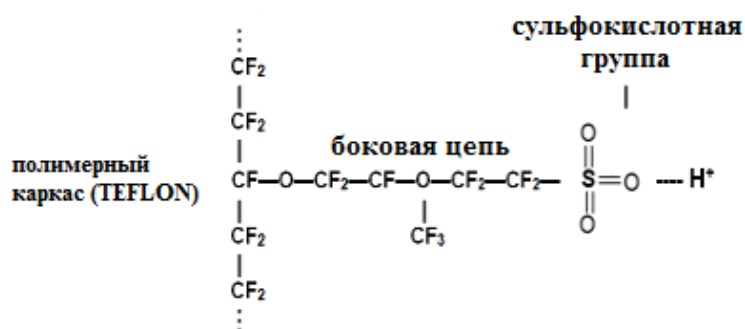 сульфокислотная
группа
CF₂
CF₂
боковая цепь
полимерный
каркас (TEFLON)
CF—O—CF₂—CF—O—CF₂—CF₂—S=O ---- H⁺
O
O
CF₂
CF₃
CF₂